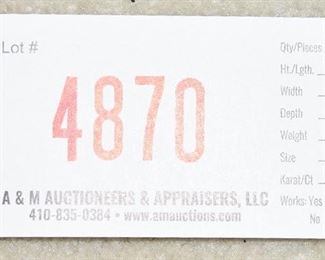 Lot #
4870
A & M AUCTIONEERS & APPRAISERS, LLC
410-835-0384 • www.amauctions.com
Qty/Pieces
Ht./Lgth.
Width
Depth
Weight
Size
Karat/Ct
Works: Yes
No